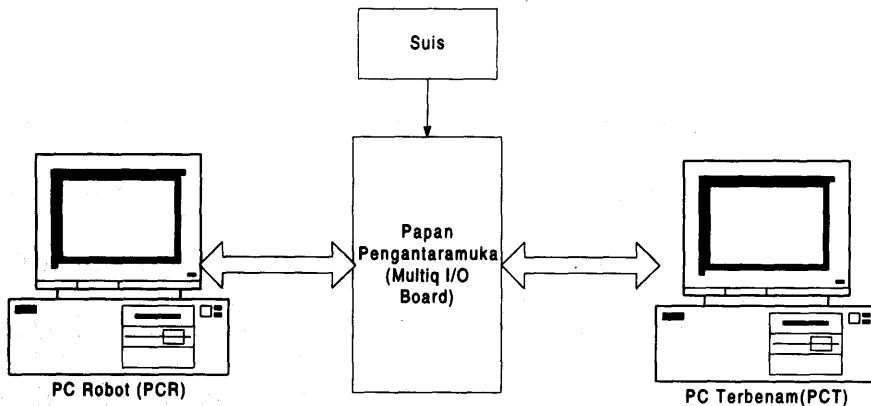 Suis
Papan
Pengantaramuka
(Multiq I/O
Board)
PC Robot (PCR)
PC Terbenam(PCT)